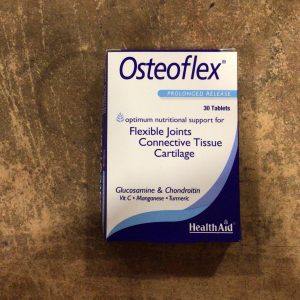 Osteoflex®
PROLONGED RELEASE
30 Tablets
optimum nutritional support for
Flexible Joints
Connective Tissue
Cartilage
Glucosamine & Chondroitin
Vit C • Manganese • Turmeric
HealthAid®